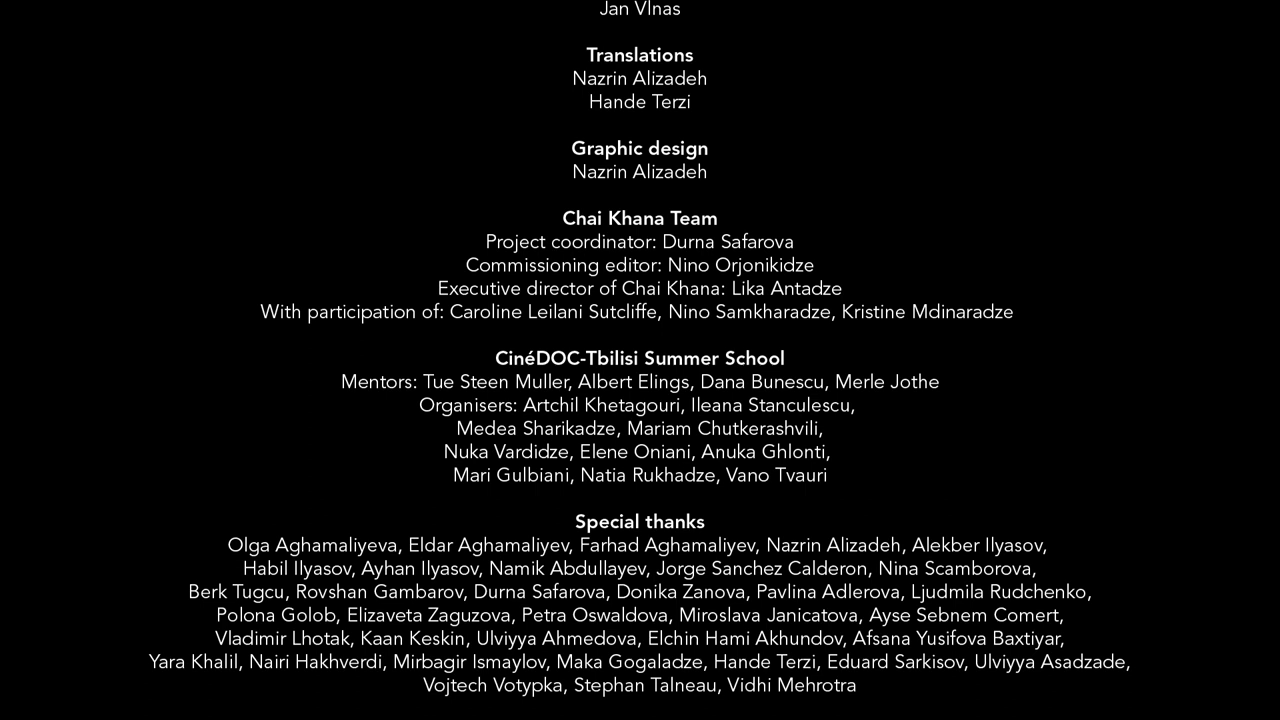 Jan Vlnas
Translations
Nazrin Alizadeh
Hande Terzi
Graphic design
Nazrin Alizadeh
Chai Khana Team
Project coordinator: Durna Safarova
Commissioning editor: Nino Orjonikidze
Executive director of Chai Khana: Lika Antadze
With participation of: Caroline Leilani Sutcliffe, Nino Samkharadze, Kristine Mdinaradze
CinéDOC-Tbilisi Summer School
Mentors: Tue Steen Muller, Albert Elings, Dana Bunescu, Merle Jothe
Organisers: Artchil Khetagouri, Ileana Stanculescu,
Medea Sharikadze, Mariam Chutkerashvili,
Nuka Vardidze, Elene Oniani, Anuka Ghlonti,
Mari Gulbiani, Natia Rukhadze, Vano Tvauri
Special thanks
Olga Aghamaliyeva, Eldar Aghamaliyev, Farhad Aghamaliyev, Nazrin Alizadeh, Alekber Ilyasov,
Habil Ilyasov, Ayhan Ilyasov, Namik Abdullayev, Jorge Sanchez Calderon, Nina Scamborova,
Berk Tugcu, Rovshan Gambarov, Durna Safarova, Donika Zanova, Pavlina Adlerova, Ljudmila Rudchenko,
Polona Golob, Elizaveta Zaguzova, Petra Oswaldova, Miroslava Janicatova, Ayse Sebnem Comert,
Vladimir Lhotak, Kaan Keskin, Ulviyya Ahmedova, Elchin Hami Akhundov, Afsana Yusifova Baxtiyar,
Yara Khalil, Nairi Hakhverdi, Mirbagir Ismaylov, Maka Gogaladze, Hande Terzi, Eduard Sarkisov, Ulviyya Asadzade,
Vojtech Votypka, Stephan Talneau, Vidhi Mehrotra